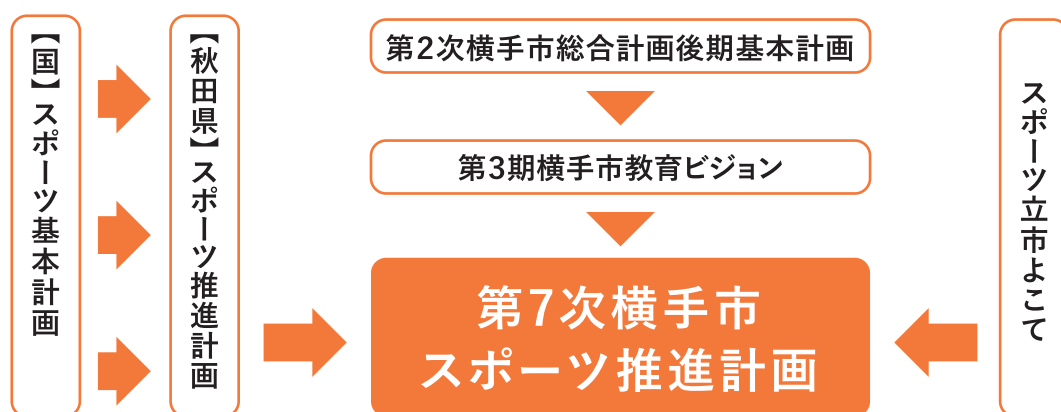 【国】スポーツ基本計画
【秋田県】スポーツ推進計画
第2次横手市総合計画後期基本計画
第3期横手市教育ビジョン
第7次横手市
スポーツ推進計画
スポーツ立市よこて